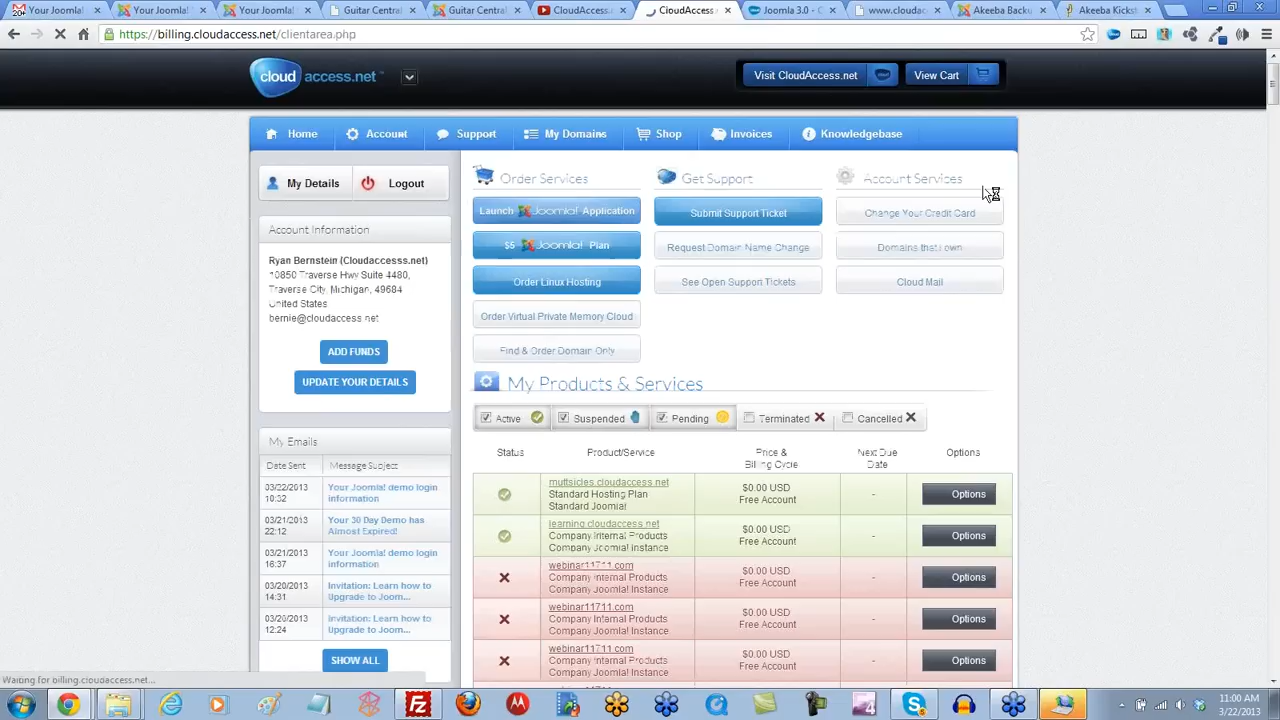 20+
Your Joomla!
Your Joomla!
Your Joomla!
Guitar Central
Guitar Central
CloudAccess.
CloudAccess.
Joomla 3.0 - C
www.cloudac
Akeeba Backu
Akeeba Kickst
https://billing.cloudaccess.net/clientarea.php
cloudaccess.net™
Visit CloudAccess.net
View Cart
Home
Account
Support
My Domains
Shop
Invoices
Knowledgebase
My Details
Logout
Account Information
Ryan Bernstein (Cloudaccesss.net)
10850 Traverse Hwy Suite 4480,
Traverse City, Michigan, 49684
United States
bernie@cloudaccess.net
ADD FUNDS
UPDATE YOUR DETAILS
My Emails
Date Sent Message Subject
03/22/2013 Your Joomla! demo login
10:32 information
03/21/2013 Your 30 Day Demo has
22:12 Almost Expired!
03/21/2013 Your Joomla! demo login
16:37 information
03/20/2013 Invitation: Learn how to
14:31 Upgrade to Joom...
03/20/2013 Invitation: Learn how to
12:24 Upgrade to Joom...
SHOW ALL
Order Services
Launch Joomla! Application
$5 Joomla! Plan
Order Linux Hosting
Order Virtual Private Memory Cloud
Find & Order Domain Only
Get Support
Submit Support Ticket
Request Domain Name Change
See Open Support Tickets
Account Services
Change Your Credit Card
Domains that I own
Cloud Mail
My Products & Services
Active Suspended Pending Terminated Cancelled
Status Product/Service Price & Billing Cycle Next Due Date Options
muttsicles.cloudaccess.net
Standard Hosting Plan
Standard Joomla!
$0.00 USD
Free Account
-
Options
learning.cloudaccess.net
Company Internal Products
Company Joomla! Instance
$0.00 USD
Free Account
-
Options
webinar11711.com
Company Internal Products
Company Joomla! Instance
$0.00 USD
Free Account
-
Options
webinar11711.com
Company Internal Products
Company Joomla! Instance
$0.00 USD
Free Account
-
Options
webinar11711.com
Company Internal Products
Company Joomla! Instance
$0.00 USD
Free Account
-
Options
Waiting for billing.cloudaccess.net...
11:00 AM
3/22/2013